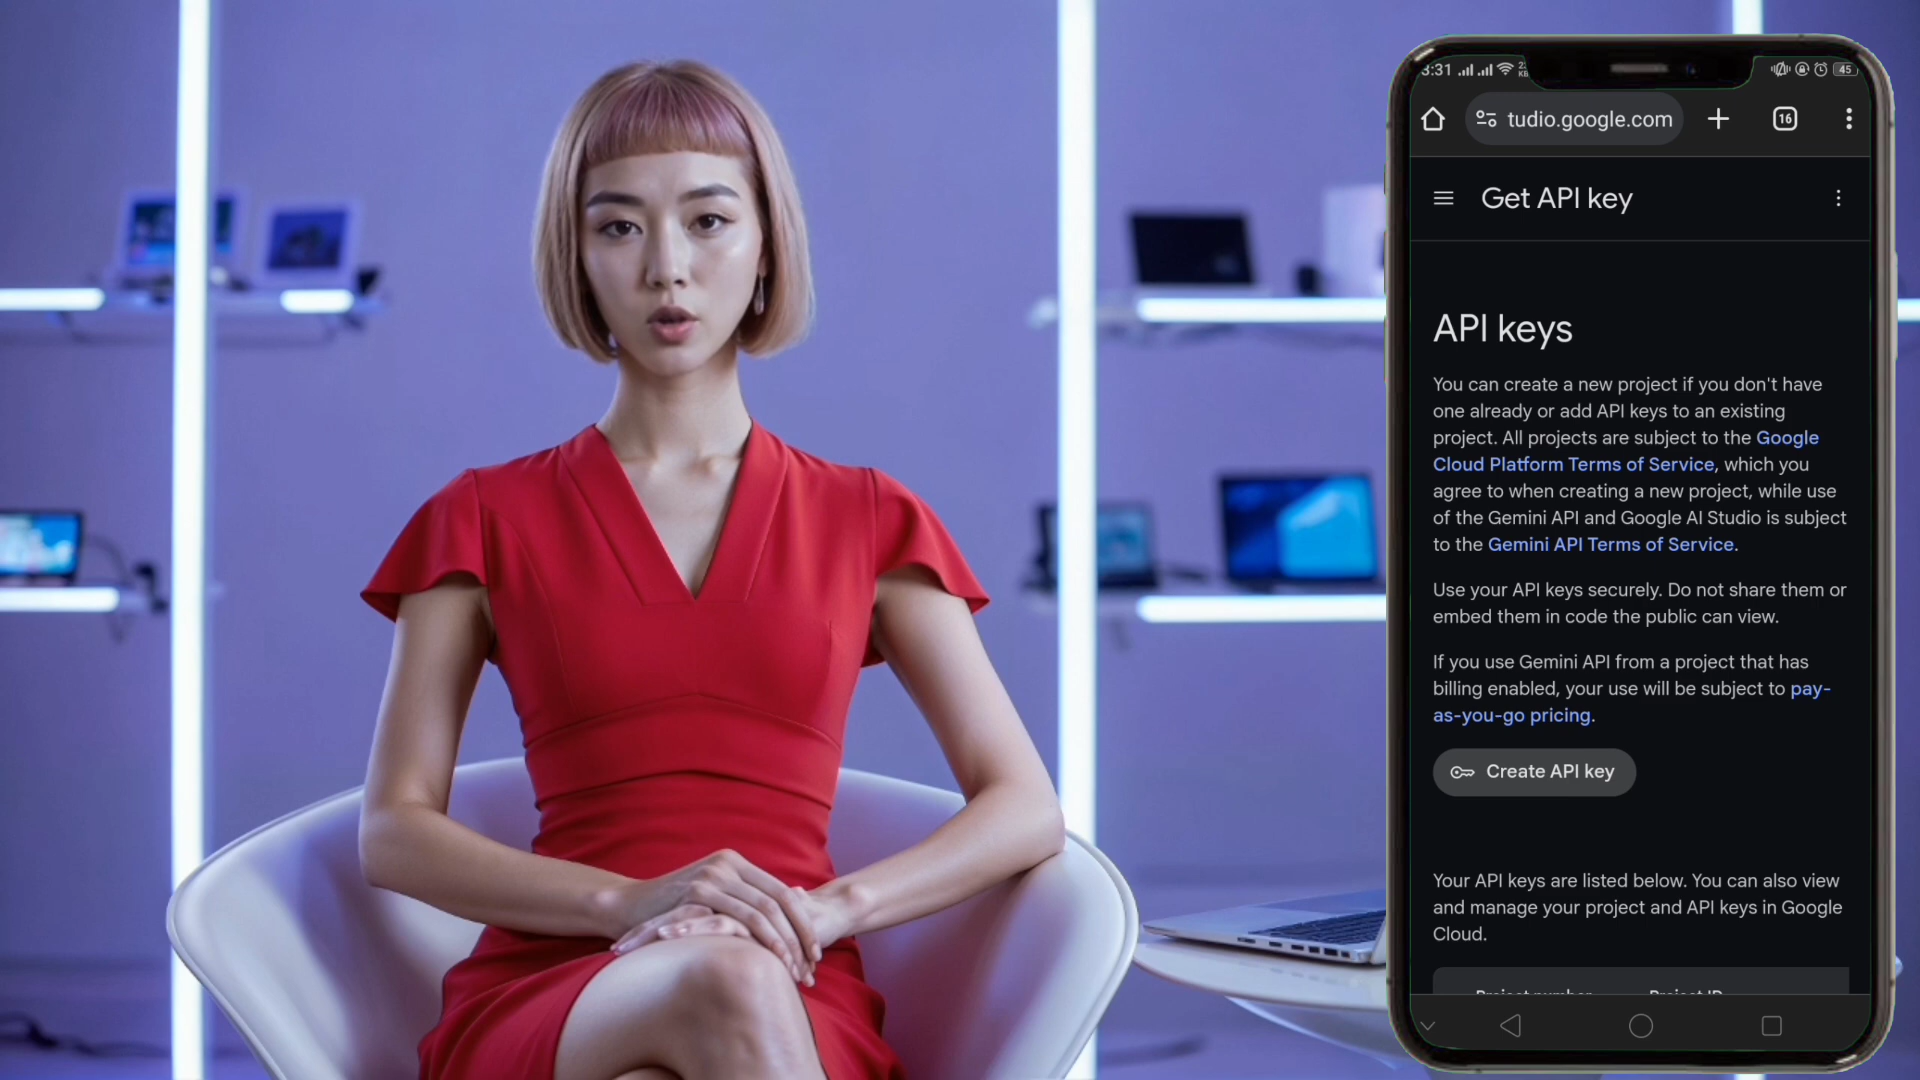 3:31
45
tudio.google.com
16
Get API key
API keys
You can create a new project if you don't have
one already or add API keys to an existing
project. All projects are subject to the Google
Cloud Platform Terms of Service, which you
agree to when creating a new project, while use
of the Gemini API and Google AI Studio is subject
to the Gemini API Terms of Service.
Use your API keys securely. Do not share them or
embed them in code the public can view.
If you use Gemini API from a project that has
billing enabled, your use will be subject to pay-
as-you-go pricing.
Create API key
Your API keys are listed below. You can also view
and manage your project and API keys in Google
Cloud.
Project number Project ID